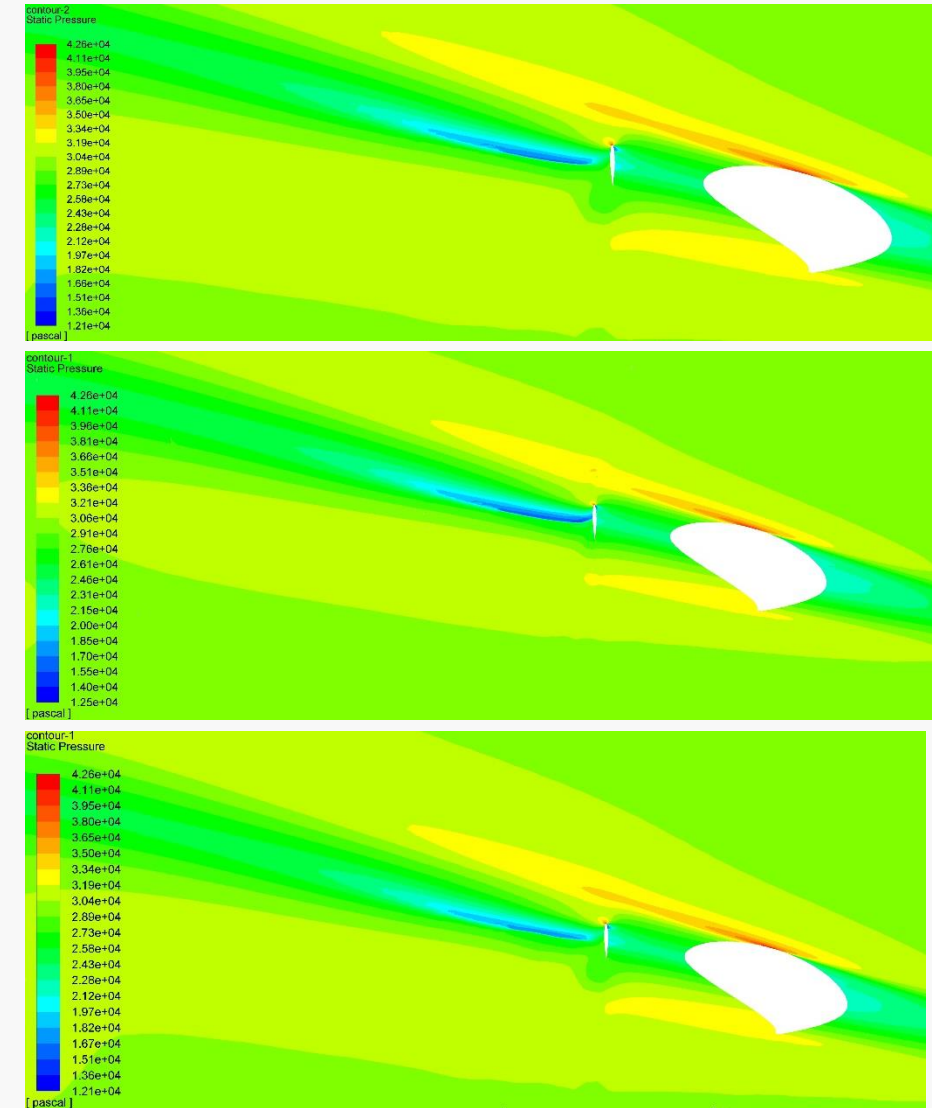 contour-2
Static Pressure
4.26e+04
4.11e+04
3.95e+04
3.80e+04
3.65e+04
3.50e+04
3.34e+04
3.19e+04
3.04e+04
2.89e+04
2.73e+04
2.58e+04
2.43e+04
2.28e+04
2.12e+04
1.97e+04
1.82e+04
1.66e+04
1.51e+04
1.36e+04
1.21e+04
[ pascal ]
contour-1
Static Pressure
4.26e+04
4.11e+04
3.96e+04
3.81e+04
3.66e+04
3.51e+04
3.36e+04
3.21e+04
3.06e+04
2.91e+04
2.76e+04
2.61e+04
2.46e+04
2.31e+04
2.15e+04
2.00e+04
1.85e+04
1.70e+04
1.55e+04
1.40e+04
1.25e+04
[ pascal ]
contour-1
Static Pressure
4.26e+04
4.11e+04
3.95e+04
3.80e+04
3.65e+04
3.50e+04
3.34e+04
3.19e+04
3.04e+04
2.89e+04
2.73e+04
2.58e+04
2.43e+04
2.28e+04
2.12e+04
1.97e+04
1.82e+04
1.67e+04
1.51e+04
1.36e+04
1.21e+04
[ pascal ]